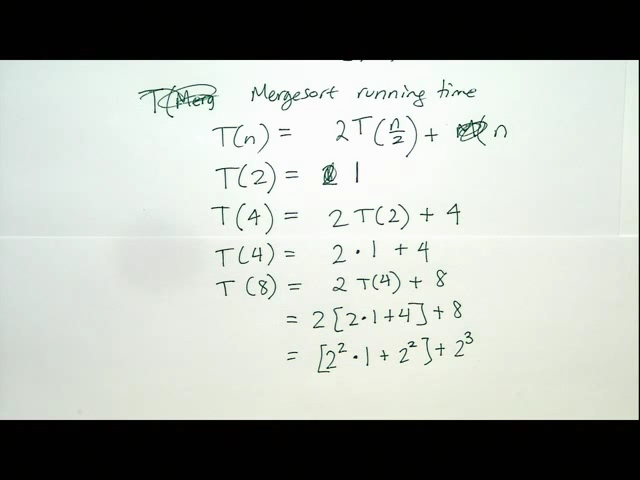 Mergesort running time
T(n) = 2T(n/2) + n
T(2) = 1
T(4) = 2T(2) + 4
T(4) = 2 · 1 + 4
T(8) = 2T(4) + 8
= 2[2·1+4]+8
= [2²·1 + 2²]+2³